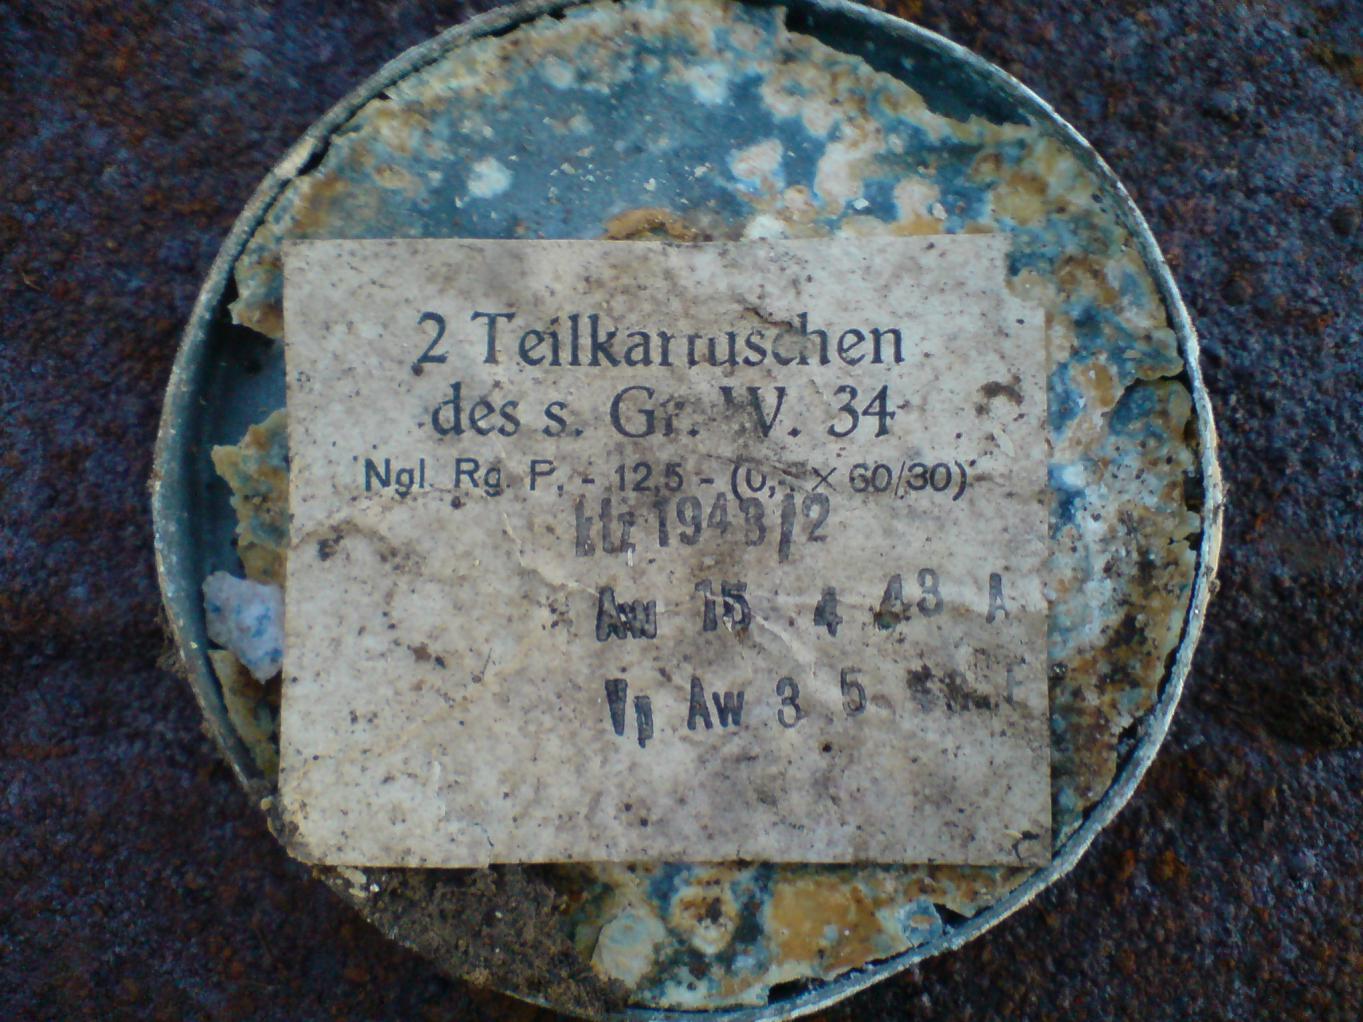 2 Teilkartuschen
des s. Gr. W. 34
Ngl. Rg. P. - 12,5 - × 60/30)
1943/2
Aw 15 4 43 A
Vp Aw 3 5